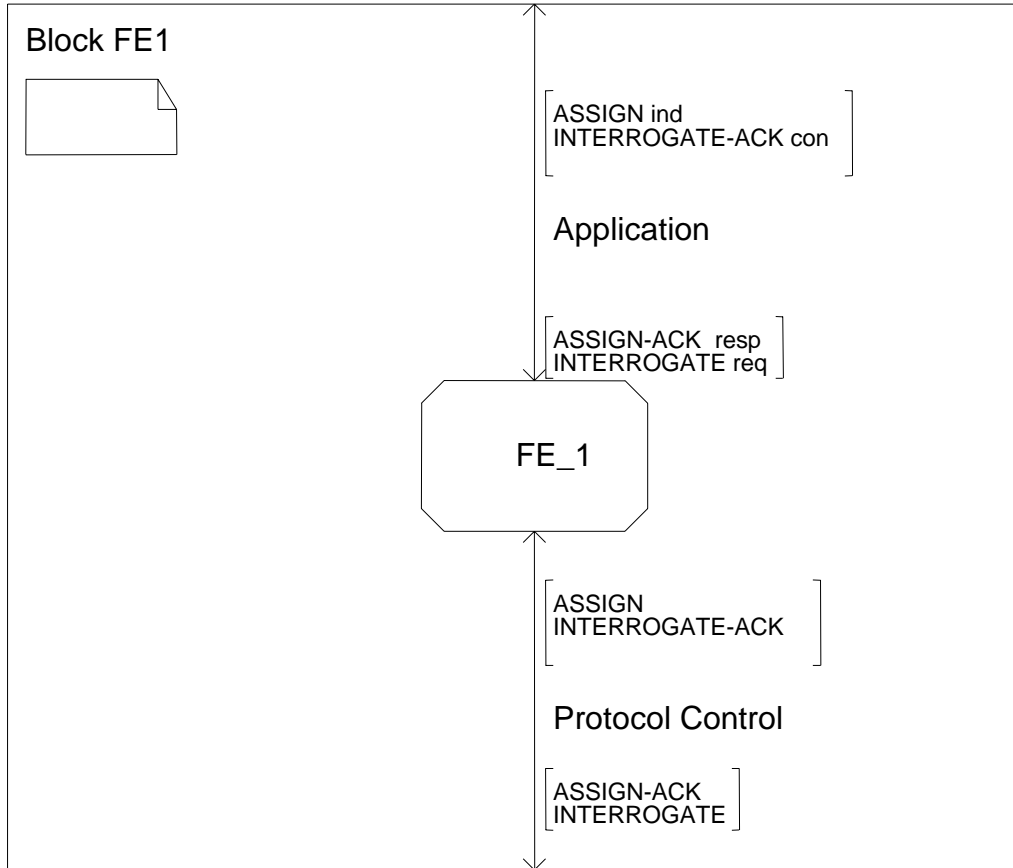 Block FE1
ASSIGN ind
INTERROGATE-ACK con
Application
ASSIGN-ACK resp
INTERROGATE req
FE_1
ASSIGN
INTERROGATE-ACK
Protocol Control
ASSIGN-ACK
INTERROGATE